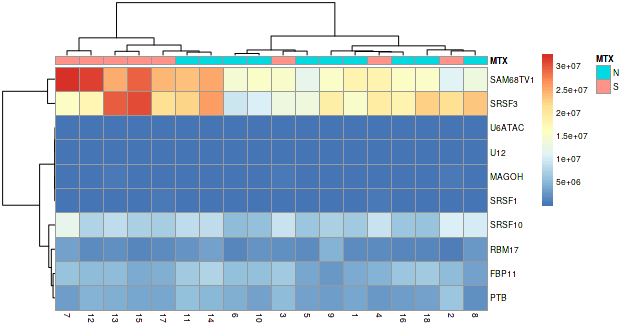 MTX
MTX
N
S
SAM68TV1
SRSF3
U6ATAC
U12
MAGOH
SRSF1
SRSF10
RBM17
FBP11
PTB
3e+07
2.5e+07
2e+07
1.5e+07
1e+07
5e+06
7 12 13 15 17 11 14 6 10 3 5 9 1 4 16 18 2 8